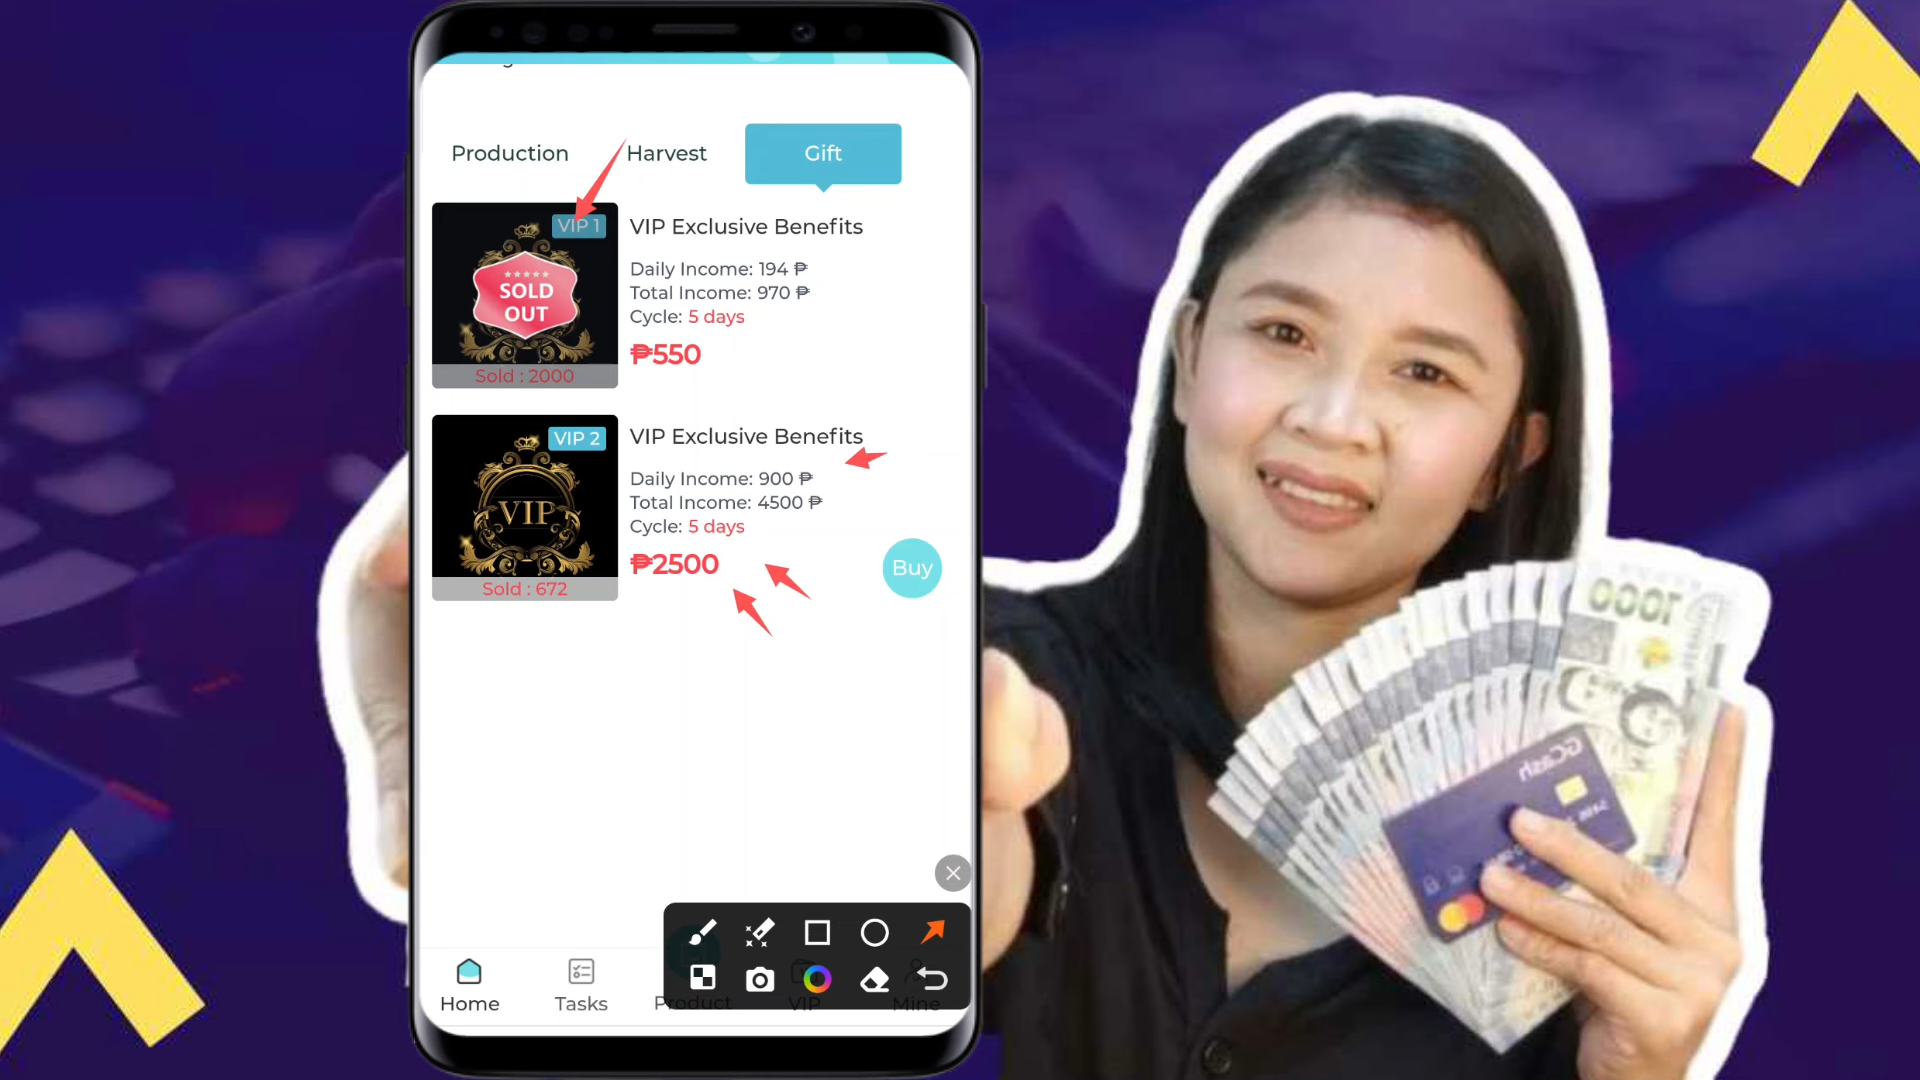 Production
Harvest
Gift
VIP 1
SOLD
OUT
Sold : 2000
VIP Exclusive Benefits
Daily Income: 194 ₱
Total Income: 970 ₱
Cycle: 5 days
₱550
VIP 2
VIP
Sold : 672
VIP Exclusive Benefits
Daily Income: 900 ₱
Total Income: 4500 ₱
Cycle: 5 days
₱2500
Buy
Home
Tasks
Product
VIP
Mine
1000
GCash